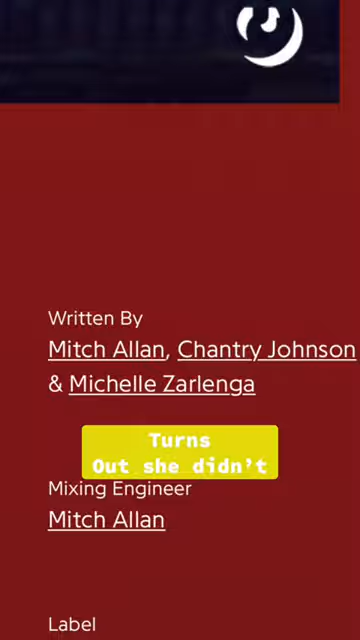 Written By
Mitch Allan, Chantry Johnson
& Michelle Zarlenga
Turns
Out she didn't
Mixing Engineer
Mitch Allan
Label